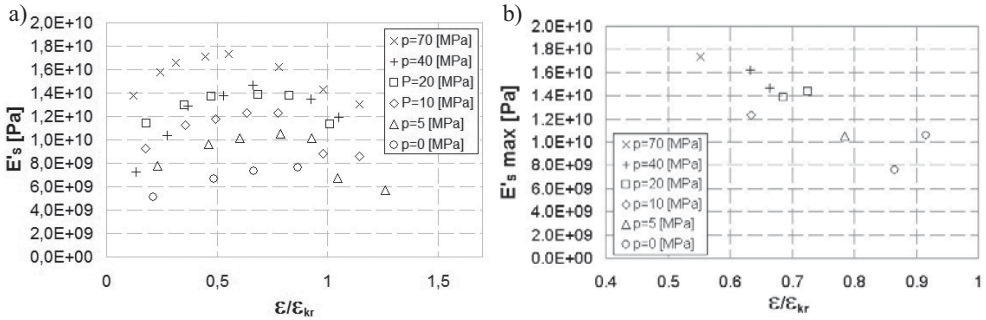 a)
2,0E+10
1,8E+10
1,6E+10
1,4E+10
1,2E+10
1,0E+10
8,0E+09
6,0E+09
4,0E+09
2,0E+09
0,0E+00
E's [Pa]
0
0,5
1
1,5
ε/εkr
p=70 [MPa]
p=40 [MPa]
P=20 [MPa]
P=10 [MPa]
p=5 [MPa]
p=0 [MPa]
b)
2.0E+10
1.8E+10
1.6E+10
1.4E+10
1.2E+10
1.0E+10
8.0E+09
6.0E+09
4.0E+10
2.0E+10
0.0E+00
E's max [Pa]
0.4
0.5
0.6
0.7
0.8
0.9
1
ε/εkr
p=70 [MPa]
p=40 [MPa]
p=20 [MPa]
p=10 [MPa]
p=5 [MPa]
p=0 [MPa]